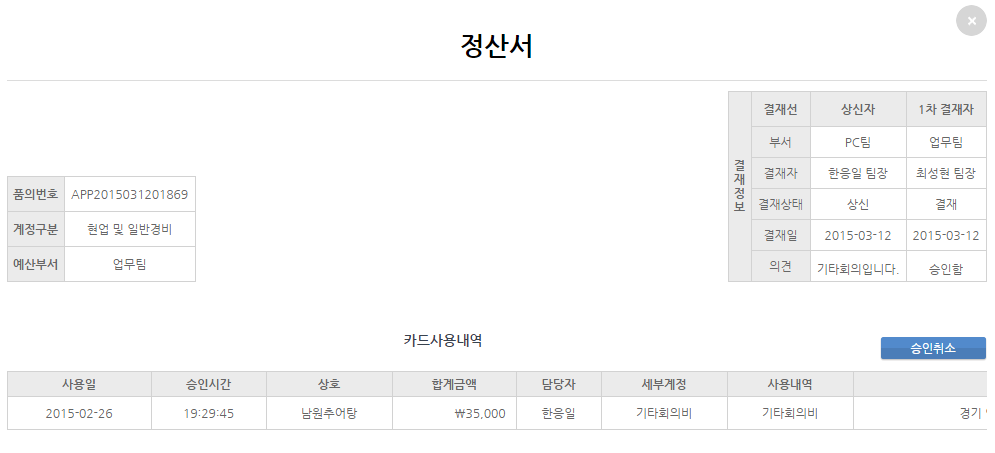 정산서
결재정보
결재선 상신자 1차 결재자
부서 PC팀 업무팀
결재자 한응일 팀장 최성현 팀장
결재상태 상신 결재
결재일 2015-03-12 2015-03-12
의견 기타회의입니다. 승인함
품의번호 APP2015031201869
계정구분 현업 및 일반경비
예산부서 업무팀
카드사용내역
승인취소
사용일 승인시간 상호 합계금액 담당자 세부계정 사용내역
2015-02-26 19:29:45 남원추어탕 ₩35,000 한응일 기타회의비 기타회의비 경기